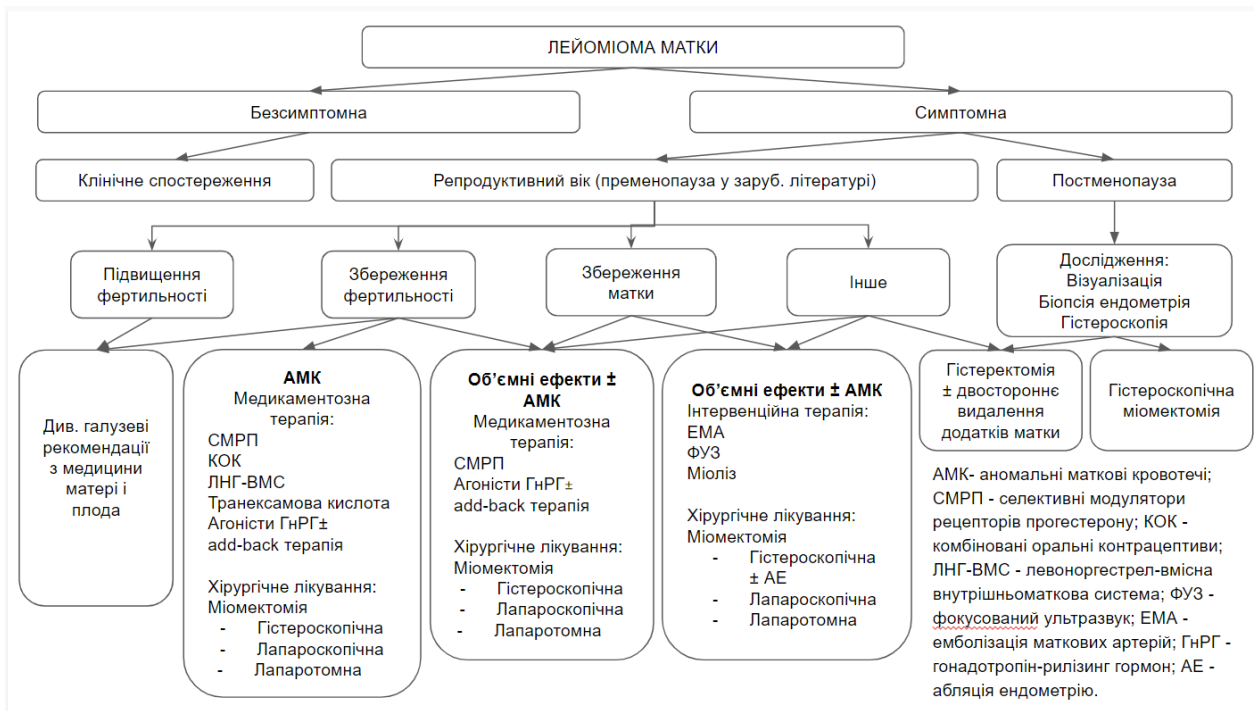 ЛЕЙОМІОМА МАТКИ
Безсимптомна
Симптомна
Клінічне спостереження
Репродуктивний вік (пременопауза у заруб. літературі)
Постменопауза
Підвищення
фертильності
Збереження
фертильності
Збереження
матки
Інше
Дослідження:
Візуалізація
Біопсія ендометрія
Гістероскопія
Див. галузеві
рекомендації
з медицини
матері і
плода
АМК
Медикаментозна
терапія:
СМРП
КОК
ЛНГ-ВМС
Транексамова кислота
Агоністи ГнРГ±
add-back терапія
Хірургічне лікування:
Міомектомія
- Гістероскопічна
- Лапароскопічна
- Лапаротомна
Об’ємні ефекти ±
АМК
Медикаментозна
терапія:
СМРП
Агоністи ГнРГ±
add-back терапія
Хірургічне лікування:
Міомектомія
- Гістероскопічна
- Лапароскопічна
- Лапаротомна
Об’ємні ефекти ± АМК
Інтервенційна терапія:
ЕМА
ФУЗ
Міоліз
Хірургічне лікування:
Міомектомія
- Гістероскопічна
± АЕ
- Лапароскопічна
- Лапаротомна
Гістеректомія
± двостороннє
видалення
додатків матки
Гістероскопічна
міомектомія
АМК- аномальні маткові кровотечі;
СМРП - селективні модулятори
рецепторів прогестерону; КОК -
комбіновані оральні контрацептиви;
ЛНГ-ВМС - левоноргестрел-вмісна
внутрішньоматкова система; ФУЗ -
фокусований ультразвук; ЕМА -
емболізація маткових артерій; ГнРГ -
гонадотропін-рилізинг гормон; АЕ -
абляція ендометрію.